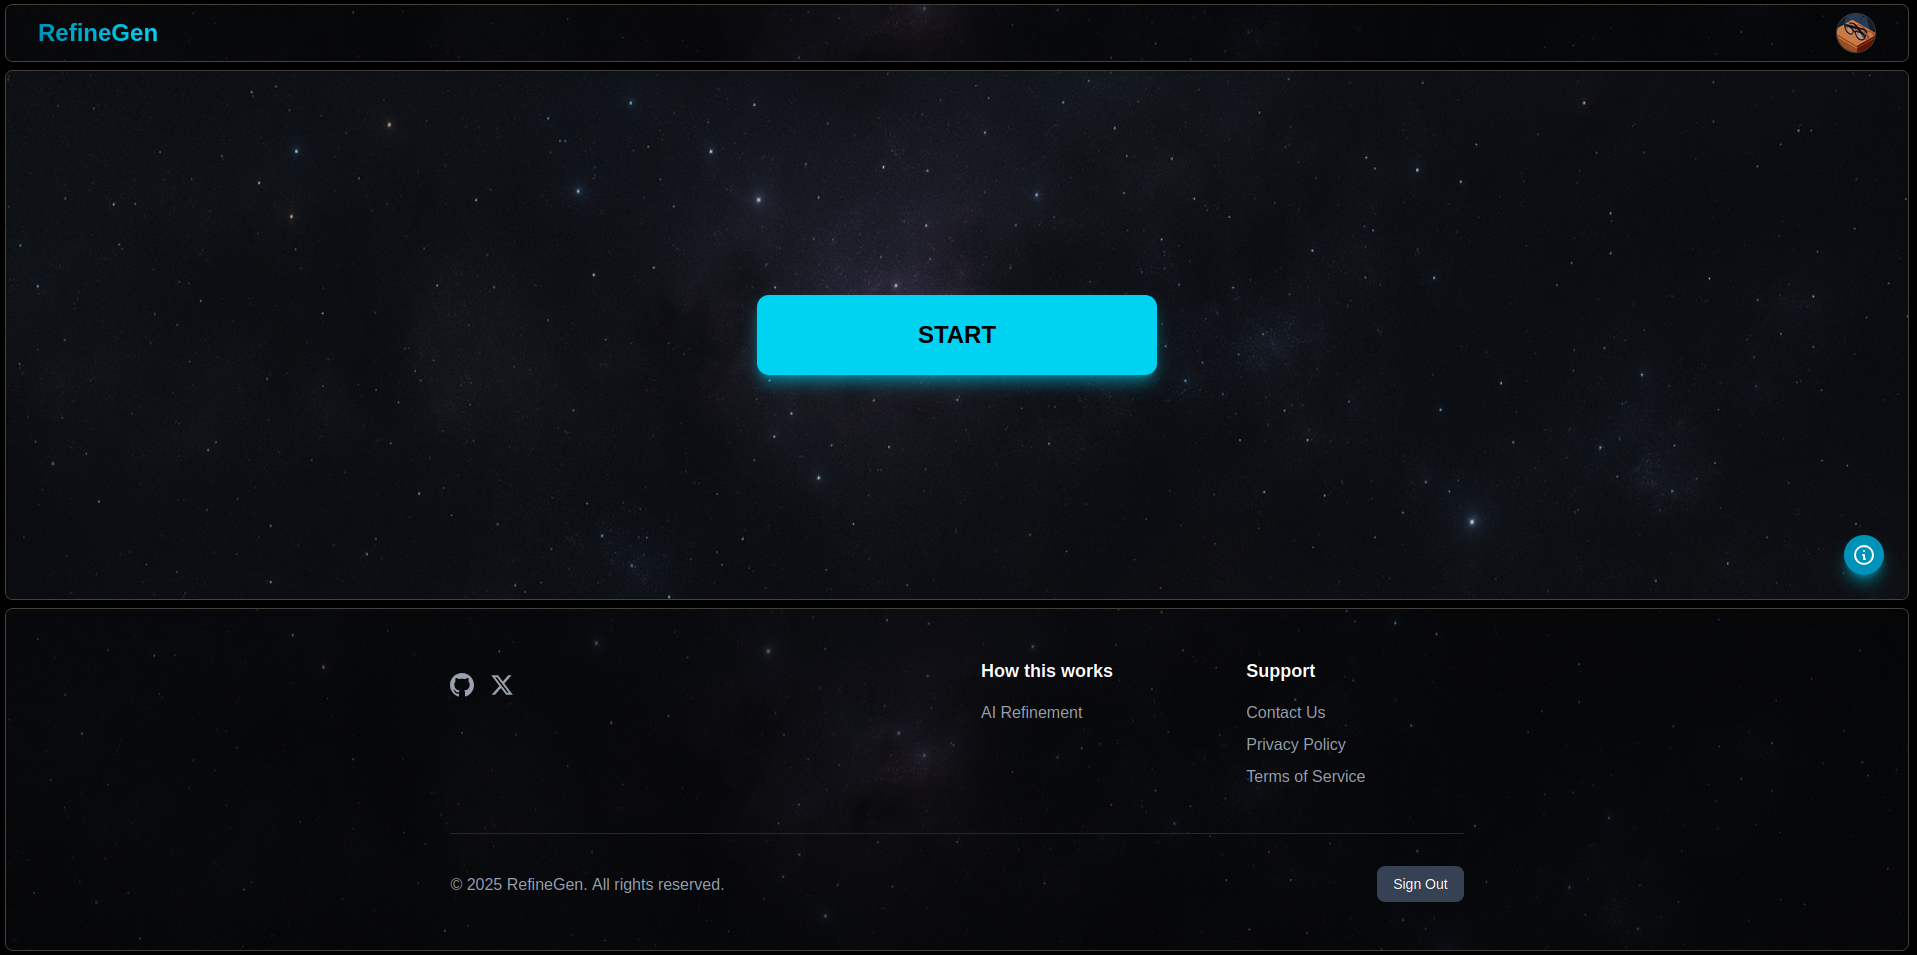 RefineGen
START
How this works
AI Refinement
Support
Contact Us
Privacy Policy
Terms of Service
© 2025 RefineGen. All rights reserved.
Sign Out